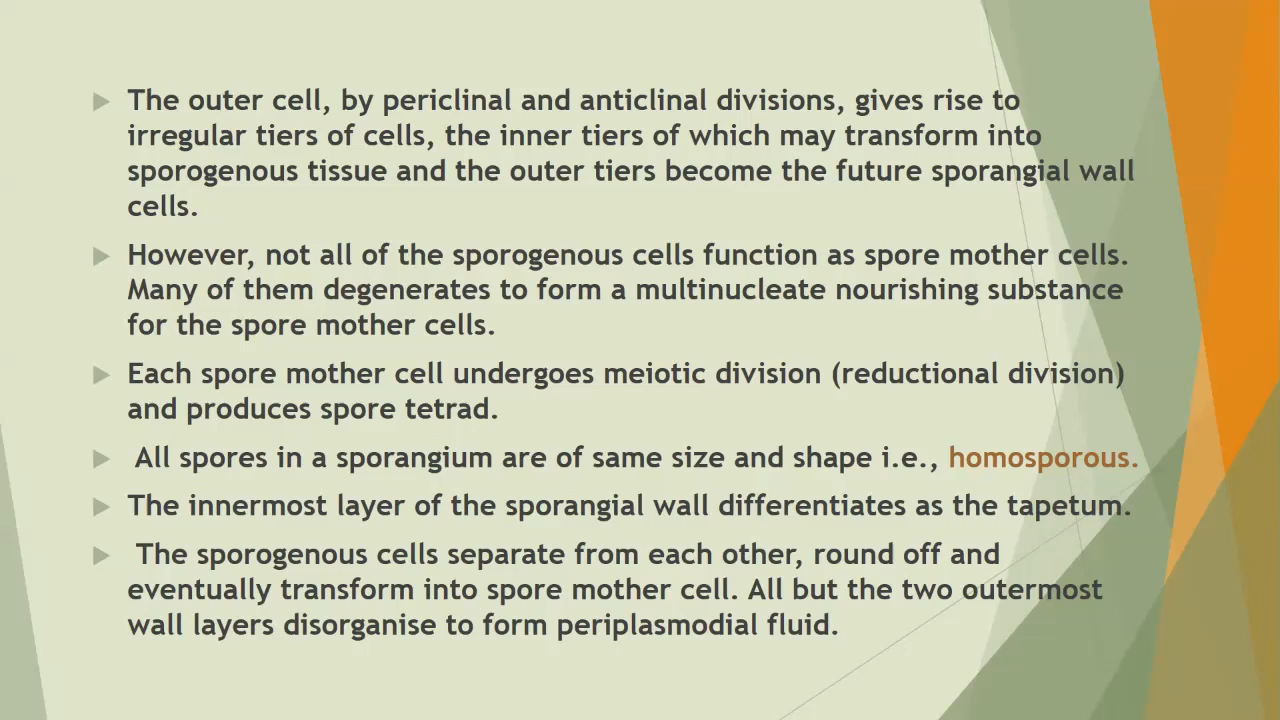 The outer cell, by periclinal and anticlinal divisions, gives rise to
irregular tiers of cells, the inner tiers of which may transform into
sporogenous tissue and the outer tiers become the future sporangial wall
cells.
However, not all of the sporogenous cells function as spore mother cells.
Many of them degenerates to form a multinucleate nourishing substance
for the spore mother cells.
Each spore mother cell undergoes meiotic division (reductional division)
and produces spore tetrad.
All spores in a sporangium are of same size and shape i.e., homosporous.
The innermost layer of the sporangial wall differentiates as the tapetum.
The sporogenous cells separate from each other, round off and
eventually transform into spore mother cell. All but the two outermost
wall layers disorganise to form periplasmodial fluid.